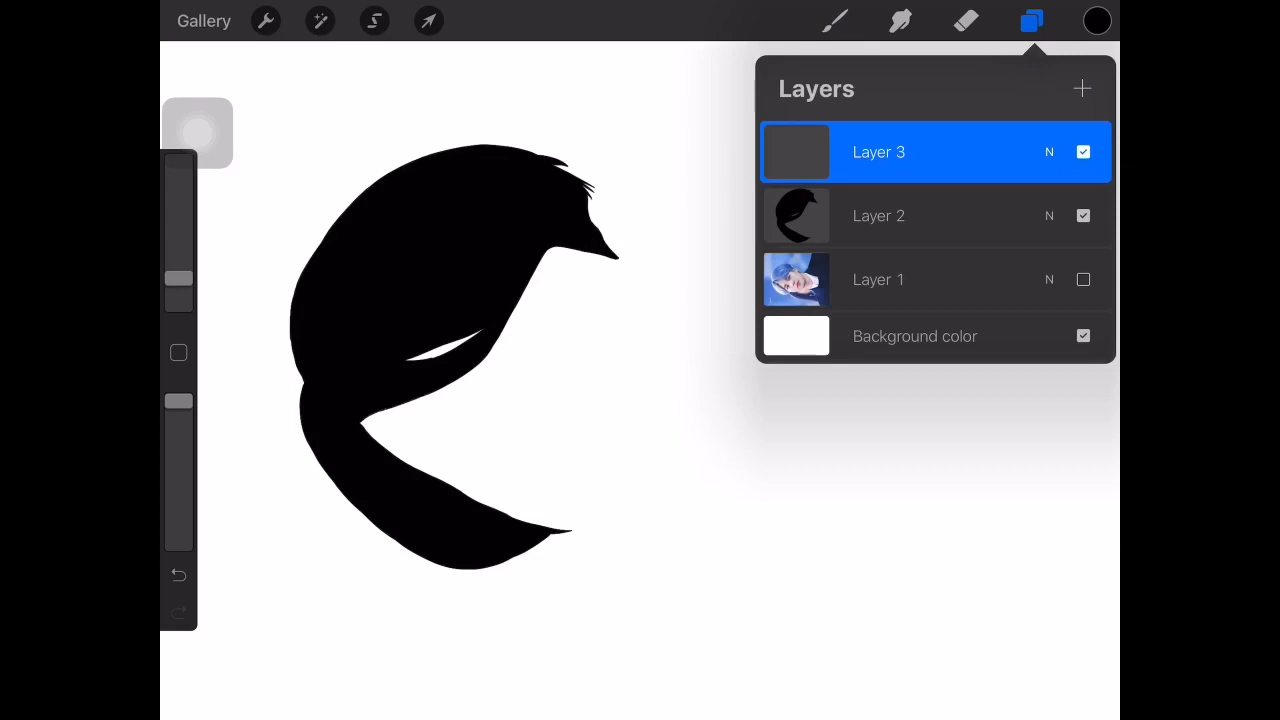 Gallery
Layers
Layer 3 N
Layer 2 N
Layer 1 N
Background color